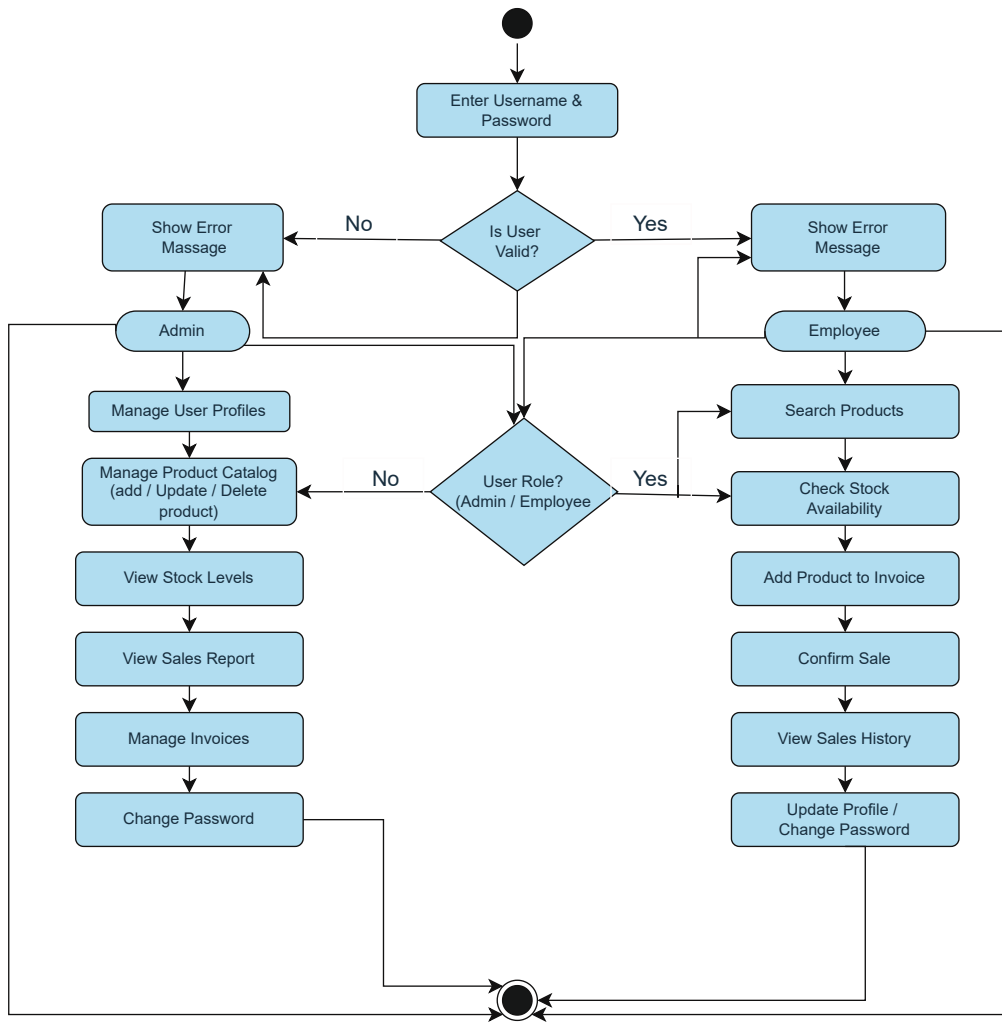 Enter Username &
Password
Is User
Valid?
No
Yes
Show Error
Massage
Show Error
Message
Admin
Employee
Manage User Profiles
Search Products
Manage Product Catalog
(add / Update / Delete
product)
No
User Role?
(Admin / Employee
Yes
Check Stock
Availability
View Stock Levels
Add Product to Invoice
View Sales Report
Confirm Sale
Manage Invoices
View Sales History
Change Password
Update Profile /
Change Password